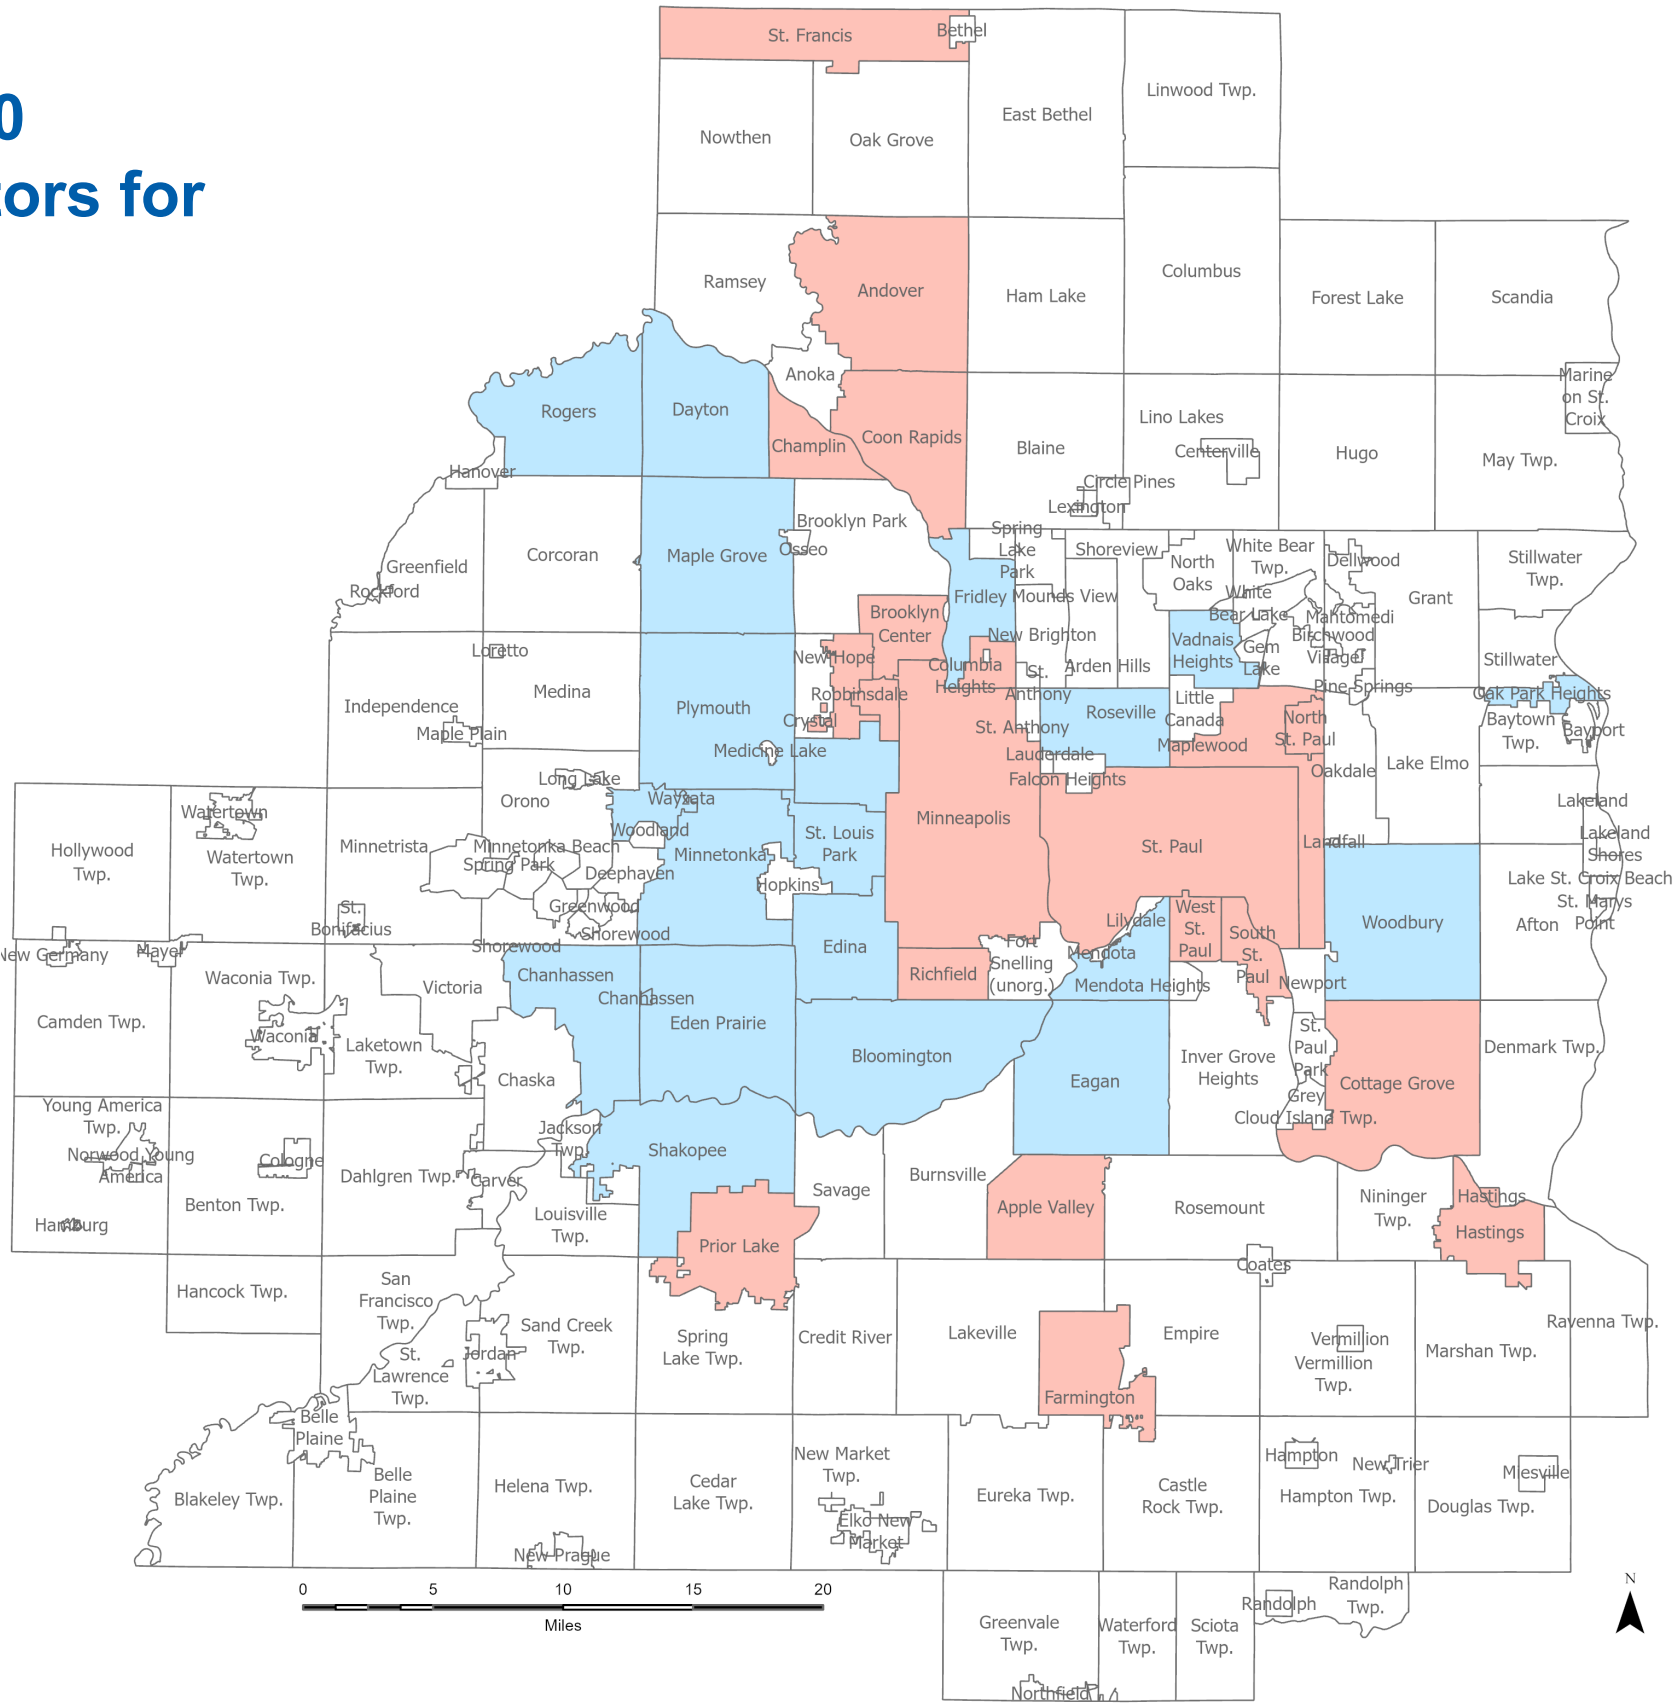 0
tors for
St. Francis
Bethel
Linwood Twp.
East Bethel
Nowthen
Oak Grove
Ramsey
Andover
Ham Lake
Columbus
Forest Lake
Scandia
Anoka
Marine
on St.
Croix
Rogers
Dayton
Champlin
Coon Rapids
Blaine
Lino Lakes
Centerville
Hugo
May Twp.
Hanover
Circle Pines
Lexington
Brooklyn Park
Osseo
Maple Grove
Corcoran
Greenfield
Rockford
Spring
Lake
Park
Shoreview
North
Oaks
White Bear
Twp.
Dellwood
Grant
Stillwater
Twp.
Fridley
Mounds View
White
Bear Lake
Mahtomedi
Birchwood
Village
Brooklyn
Center
New Brighton
Vadnais
Heights
Gem
Lake
Stillwater
Loretto
New Hope
Columbia
Heights
St.
Anthony
Arden Hills
Pine Springs
Oak Park Heights
Independence
Medina
Plymouth
Robbinsdale
Crystal
St. Anthony
Roseville
Little
Canada
North
St. Paul
Baytown
Twp.
Bayport
Maple Plain
Medicine Lake
Lauderdale
Maplewood
Falcon Heights
Oakdale
Lake Elmo
Long Lake
Orono
Wayzata
Woodland
Minnetonka
St. Louis
Park
Minneapolis
St. Paul
Landfall
Lakeland
Lakeland
Shores
Hollywood
Twp.
Watertown
Watertown
Twp.
Minnetrista
Minnetonka Beach
Spring Park
Deephaven
Hopkins
Lake St. Croix Beach
St. Marys
Point
Afton
St.
Bonifacius
Greenwood
Shorewood
Shorewood
Edina
Lilydale
West
St.
Paul
South
St.
Paul
Woodbury
New Germany
Mayer
Waconia Twp.
Victoria
Chanhassen
Chanhassen
Eden Prairie
Richfield
Fort
Snelling
(unorg.)
Mendota
Mendota Heights
Newport
Camden Twp.
Waconia
Laketown
Twp.
Chaska
Bloomington
Eagan
Inver Grove
Heights
St.
Paul
Park
Grey
Cloud Island Twp.
Cottage Grove
Denmark Twp.
Young America
Twp.
Norwood Young
America
Cologne
Dahlgren Twp.
Carver
Jackson
Twp.
Shakopee
Benton Twp.
Hamburg
Louisville
Twp.
Savage
Burnsville
Apple Valley
Rosemount
Nininger
Twp.
Hastings
Hastings
Prior Lake
Coates
Hancock Twp.
San
Francisco
Twp.
Sand Creek
Twp.
Spring
Lake Twp.
Credit River
Lakeville
Empire
Vermillion
Vermillion
Twp.
Marshan Twp.
Ravenna Twp.
St.
Lawrence
Twp.
Jordan
Farmington
Belle
Plaine
Belle
Plaine
Twp.
Blakeley Twp.
Helena Twp.
New Prague
Cedar
Lake Twp.
New Market
Twp.
Elko New
Market
Eureka Twp.
Castle
Rock Twp.
Hampton
New Trier
Hampton Twp.
Miesville
Douglas Twp.
0 5 10 15 20
Miles
Greenvale
Twp.
Waterford
Twp.
Sciota
Twp.
Randolph
Randolph
Twp.
Northfield
N